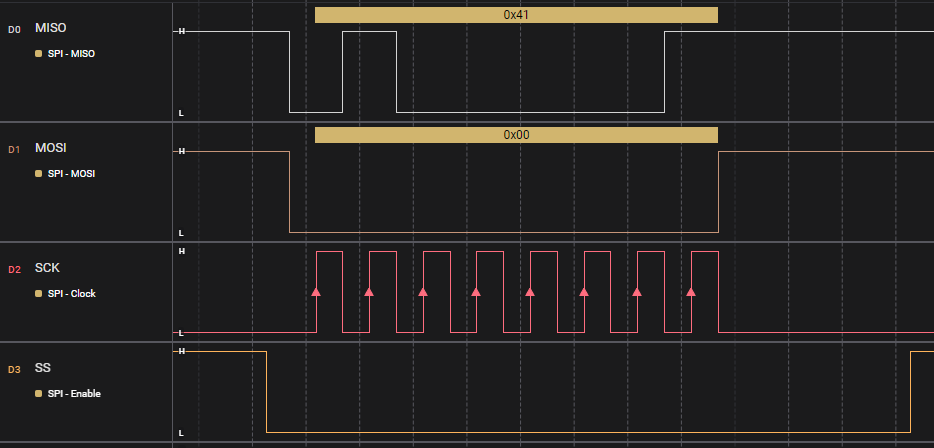 0x41
D0 MISO
H
SPI - MISO
L
0x00
D1 MOSI
H
SPI - MOSI
L
H
D2 SCK
SPI - Clock
L
H
D3 SS
SPI - Enable
L